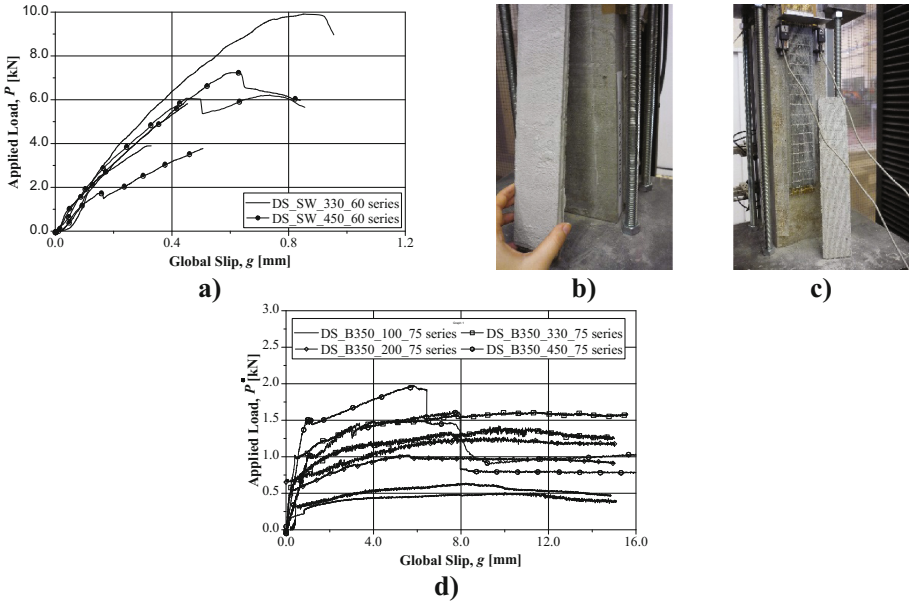 10.0
8.0
6.0
4.0
2.0
0.0
Applied Load, P [kN]
DS_SW_330_60 series
DS_SW_450_60 series
0.0 0.4 0.8 1.2
Global Slip, g [mm]
a)
b)
c)
3.0
2.5
2.0
1.5
1.0
0.5
0.0
Applied Load, P [kN]
DS_B350_100_75 series
DS_B350_330_75 series
DS_B350_200_75 series
DS_B350_450_75 series
0.0 4.0 8.0 12.0 16.0
Global Slip, g [mm]
d)